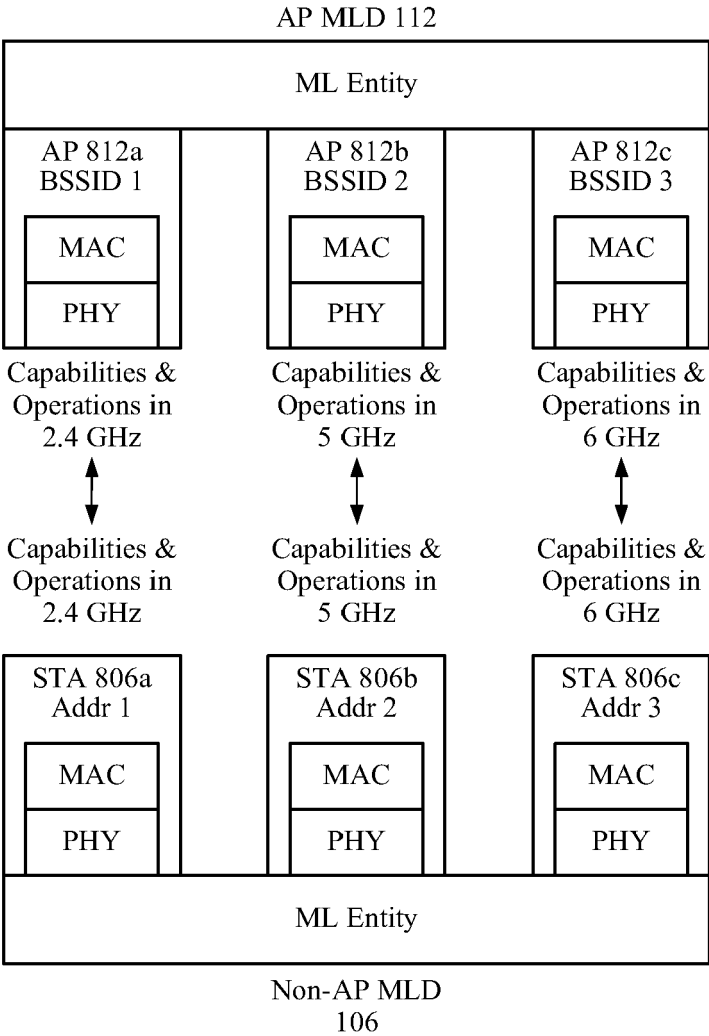 AP MLD 112
ML Entity
AP 812a
BSSID 1
AP 812b
BSSID 2
AP 812c
BSSID 3
MAC
MAC
MAC
PHY
PHY
PHY
Capabilities &
Operations in
2.4 GHz
Capabilities &
Operations in
5 GHz
Capabilities &
Operations in
6 GHz
Capabilities &
Operations in
2.4 GHz
Capabilities &
Operations in
5 GHz
Capabilities &
Operations in
6 GHz
STA 806a
Addr 1
STA 806b
Addr 2
STA 806c
Addr 3
MAC
MAC
MAC
PHY
PHY
PHY
ML Entity
Non-AP MLD
106